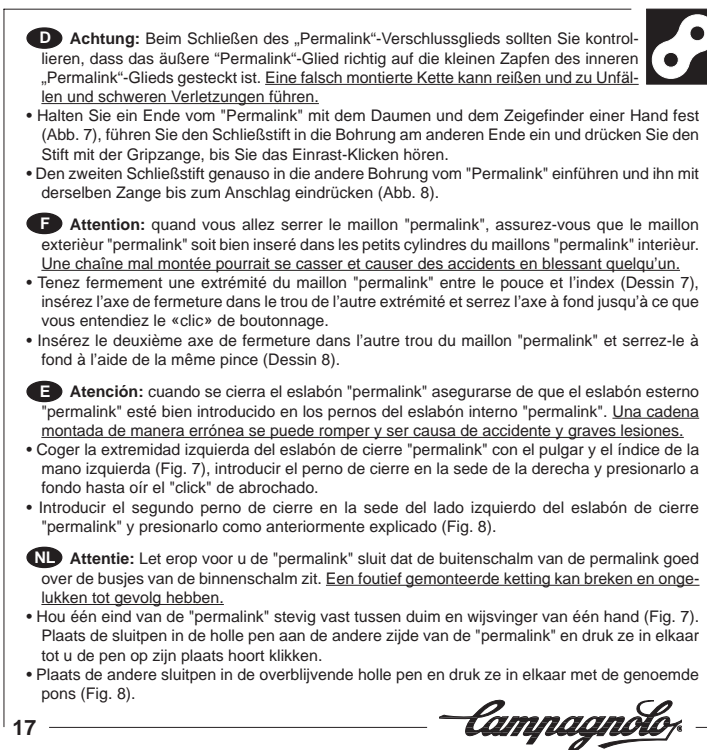 D Achtung: Beim Schließen des „Permalink“-Verschlussglieds sollten Sie kontrol-
lieren, dass das äußere “Permalink“-Glied richtig auf die kleinen Zapfen des inneren
„Permalink“-Glieds gesteckt ist. Eine falsch montierte Kette kann reißen und zu Unfäl-
len und schweren Verletzungen führen.
• Halten Sie ein Ende vom "Permalink" mit dem Daumen und dem Zeigefinder einer Hand fest
(Abb. 7), führen Sie den Schließstift in die Bohrung am anderen Ende ein und drücken Sie den
Stift mit der Gripzange, bis Sie das Einrast-Klicken hören.
• Den zweiten Schließstift genauso in die andere Bohrung vom "Permalink" einführen und ihn mit
derselben Zange bis zum Anschlag eindrücken (Abb. 8).
F Attention: quand vous allez serrer le maillon "permalink", assurez-vous que le maillon
exterièur "permalink" soit bien inseré dans les petits cylindres du maillons "permalink" interièur.
Une chaîne mal montée pourrait se casser et causer des accidents en blessant quelqu'un.
• Tenez fermement une extrémité du maillon "permalink" entre le pouce et l'index (Dessin 7),
insérez l'axe de fermeture dans le trou de l'autre extrémité et serrez l'axe à fond jusqu'à ce que
vous entendiez le «clic» de boutonnage.
• Insérez le deuxième axe de fermeture dans l'autre trou du maillon "permalink" et serrez-le à
fond à l'aide de la même pince (Dessin 8).
E Atención: cuando se cierra el eslabón "permalink" asegurarse de que el eslabón esterno
"permalink" esté bien introducido en los pernos del eslabón interno "permalink". Una cadena
montada de manera errónea se puede romper y ser causa de accidente y graves lesiones.
• Coger la extremidad izquierda del eslabón de cierre "permalink" con el pulgar y el índice de la
mano izquierda (Fig. 7), introducir el perno de cierre en la sede de la derecha y presionarlo a
fondo hasta oír el "click" de abrochado.
• Introducir el segundo perno de cierre en la sede del lado izquierdo del eslabón de cierre
"permalink" y presionarlo como anteriormente explicado (Fig. 8).
NL Attentie: Let erop voor u de "permalink" sluit dat de buitenschalm van de permalink goed
over de busjes van de binnenschalm zit. Een foutief gemonteerde ketting kan breken en onge-
lukken tot gevolg hebben.
• Hou één eind van de "permalink" stevig vast tussen duim en wijsvinger van één hand (Fig. 7).
Plaats de sluitpen in de holle pen aan de andere zijde van de "permalink" en druk ze in elkaar
tot u de pen op zijn plaats hoort klikken.
• Plaats de andere sluitpen in de overblijvende holle pen en druk ze in elkaar met de genoemde
pons (Fig. 8).
17
Campagnolo